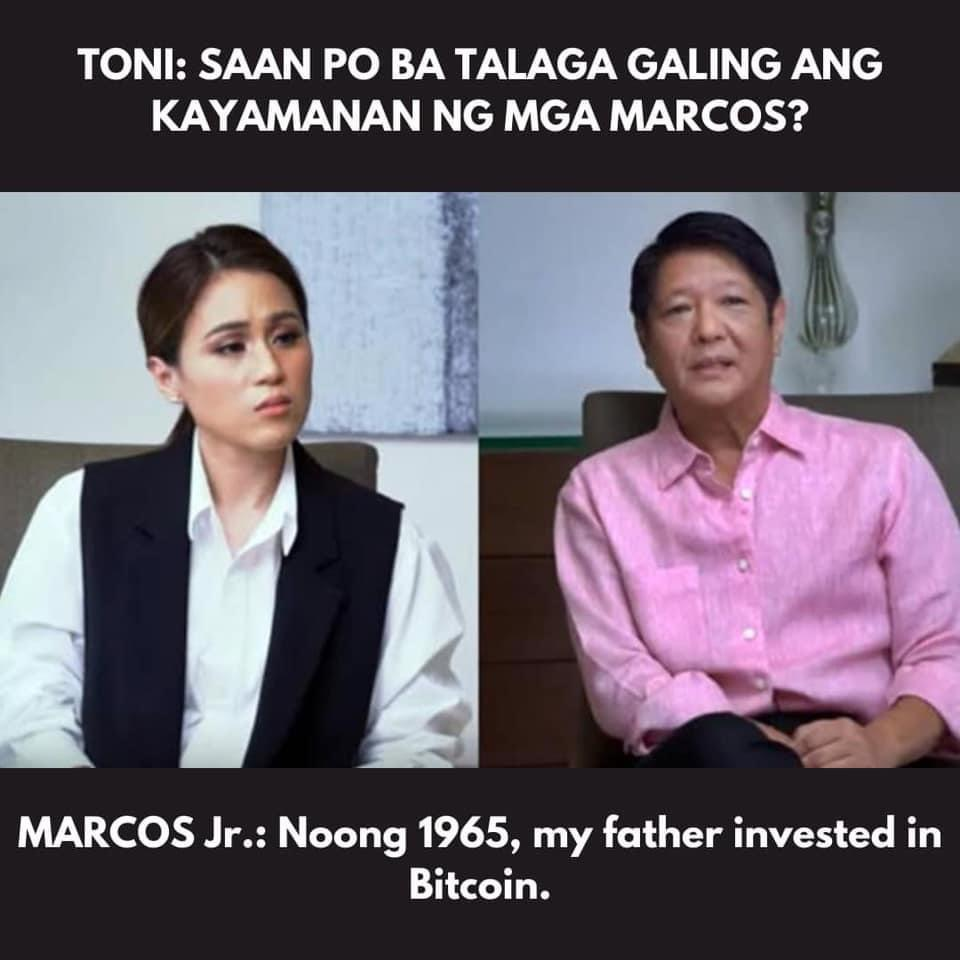 TONI: SAAN PO BA TALAGA GALING ANG
KAYAMANAN NG MGA MARCOS?
MARCOS Jr.: Noong 1965, my father invested in
Bitcoin.